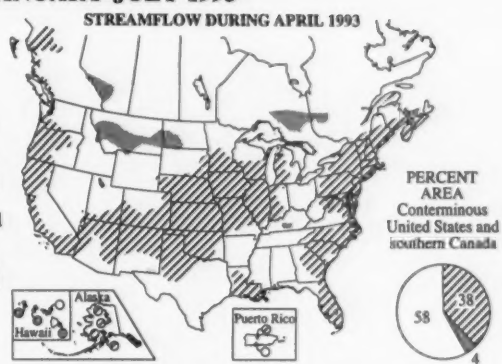 STREAMFLOW DURING APRIL 1993
PERCENT
AREA
Conterminous
United States and
southern Canada
58
38
4
Alaska
Hawaii
Puerto Rico